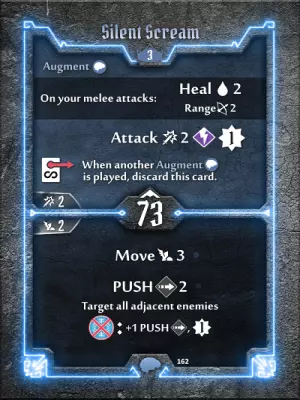 Silent Scream
3
Augment
On your melee attacks:
Heal 2
Range 2
Attack 2 1
When another Augment
is played, discard this card.
2
2
73
Move 3
PUSH 2
Target all adjacent enemies
: +1 PUSH , 1
162